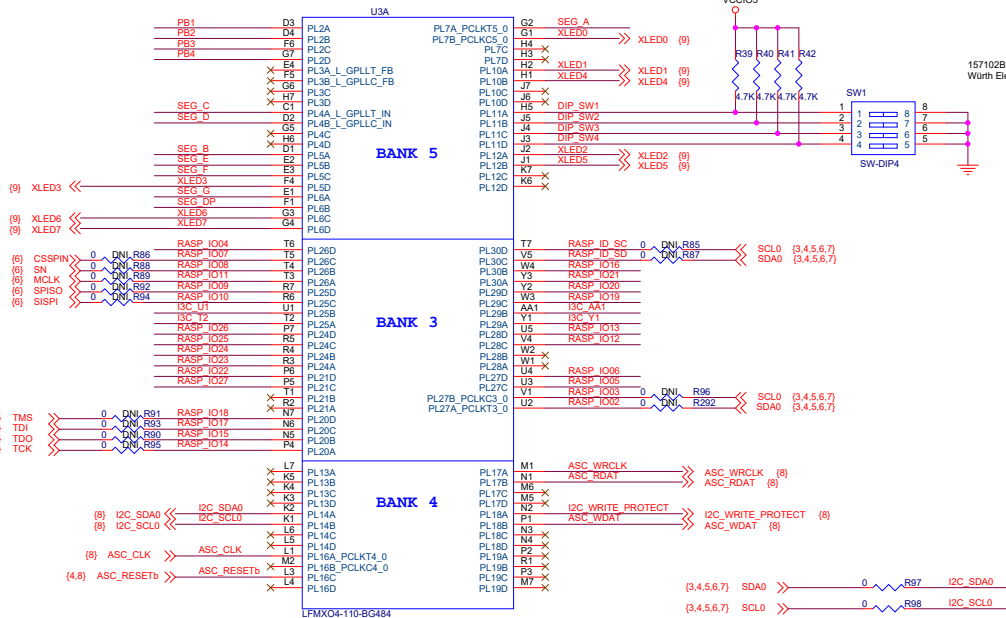 U3A
VCCIO5
PB1 D3 PL2A PL7A_PCLKT5_0 G2 SEG_A
PB2 D4 PL2B PL7B_PCLKC5_0 G1 XLED0 XLED0 {9}
PB3 F6 PL2C PL7C H4
PB4 G7 PL2D PL7D H3
E4 PL3A_L_GPLLT_FB PL10A H2 XLED1 XLED1 {9}
F5 PL3B_L_GPLLC_FB PL10B H1 XLED4 XLED4 {9}
G6 PL3C PL10C J7
H7 PL3D PL10D J6
SEG_C C1 PL4A_L_GPLLT_IN PL11A H5 DIP_SW1
SEG_D D2 PL4B_L_GPLLC_IN PL11B J5 DIP_SW2
G5 PL4C PL11C J4 DIP_SW3
H6 PL4D PL11D J3 DIP_SW4
SEG_B D1 PL5A PL12A J2 XLED2 XLED2 {9}
SEG_E E2 PL5B PL12B J1 XLED5 XLED5 {9}
SEG_F E3 PL5C PL12C K7
{9} XLED3 XLED3 F4 PL5D PL12D K6
SEG_G E1 PL6A
SEG_DP F1 PL6B
{9} XLED6 XLED6 G3 PL6C
{9} XLED7 XLED7 G4 PL6D
BANK 5
R39 R40 R41 R42
4.7K 4.7K 4.7K 4.7K
157102B
Würth Ele
SW1
1 1 8 8
2 2 7 7
3 3 6 6
4 4 5 5
SW-DIP4
RASP_IO04 T6 PL26D PL30D T7 RASP_ID_SC 0 DNI R85 SCL0 {3,4,5,6,7}
{6} CSSPIN 0 DNI R86 RASP_IO07 T5 PL26C PL30C V5 RASP_ID_SD 0 DNI R87 SDA0 {3,4,5,6,7}
{6} SN 0 DNI R88 RASP_IO08 T4 PL26B PL30B W4 RASP_IO16
{6} MCLK 0 DNI R89 RASP_IO11 T3 PL26A PL30A Y3 RASP_IO21
{6} SPISO 0 DNI R92 RASP_IO09 R7 PL25D PL29D Y2 RASP_IO20
{6} SISPI 0 DNI R94 RASP_IO10 R6 PL25C PL29C W3 RASP_IO19
I3C_U1 U1 PL25B PL29B AA1 I3C_AA1
I3C_T2 T2 PL25A PL29A Y1 I3C_Y1
RASP_IO26 P7 PL24D PL28D U5 RASP_IO13
RASP_IO25 R5 PL24C PL28C V4 RASP_IO12
RASP_IO24 R4 PL24B PL28B W2
RASP_IO23 R3 PL24A PL28A W1
RASP_IO22 P6 PL21D PL27D U4 RASP_IO06
RASP_IO27 P5 PL21C PL27C U3 RASP_IO05
T1 PL21B PL27B_PCLKC3_0 V1 RASP_IO03 0 DNI R96 SCL0 {3,4,5,6,7}
R2 PL21A PL27A_PCLKT3_0 U2 RASP_IO02 0 DNI R292 SDA0 {3,4,5,6,7}
TMS 0 DNI R91 RASP_IO18 N7 PL20D
TDI 0 DNI R93 RASP_IO17 N6 PL20C
TDO 0 DNI R90 RASP_IO15 N5 PL20B
TCK 0 DNI R95 RASP_IO14 P4 PL20A
BANK 3
L7 PL13A PL17A M1 ASC_WRCLK ASC_WRCLK {8}
K5 PL13B PL17B N1 ASC_RDAT ASC_RDAT {8}
K4 PL13C PL17C M6
K3 PL13D PL17D M5
{8} I2C_SDA0 I2C_SDA0 K2 PL14A PL18A N2 I2C_WRITE_PROTECT I2C_WRITE_PROTECT {8}
{8} I2C_SCL0 I2C_SCL0 K1 PL14B PL18B P1 ASC_WDAT ASC_WDAT {8}
L6 PL14C PL18C N3
L5 PL14D PL18D N4
{8} ASC_CLK ASC_CLK L1 PL16A_PCLKT4_0 PL19A P2
M2 PL16B_PCLKC4_0 PL19B R1
{4,8} ASC_RESETb ASC_RESETb L3 PL16C PL19C P3
L4 PL16D PL19D M7
BANK 4
LFMXO4-110-BG484
{3,4,5,6,7} SDA0 0 R97 I2C_SDA0
{3,4,5,6,7} SCL0 0 R98 I2C_SCL0